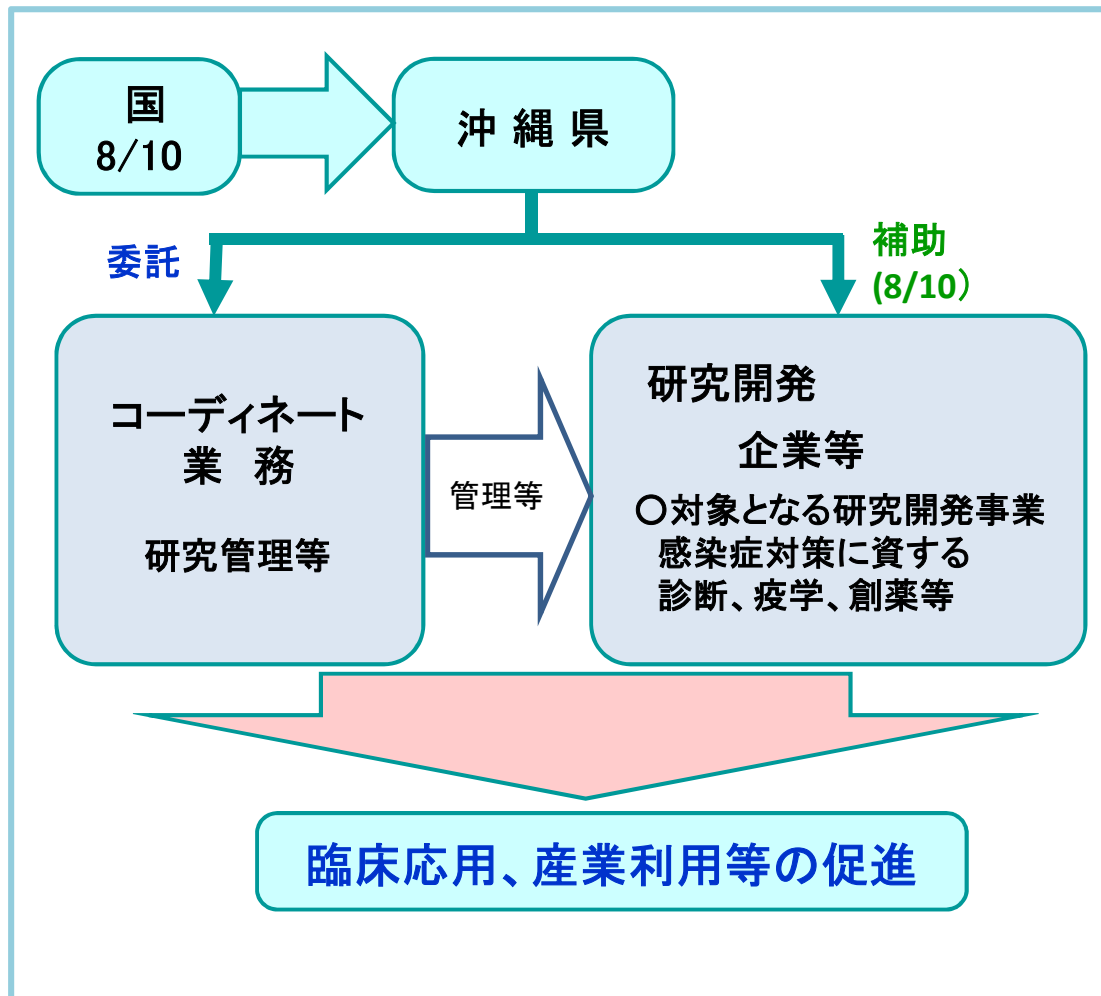 国
8/10
沖 縄 県
委託
補助
(8/10）
コーディネート
業　務
研究管理等
管理等
研究開発
企業等
○対象となる研究開発事業
感染症対策に資する
診断、疫学、創薬等
臨床応用、産業利用等の促進